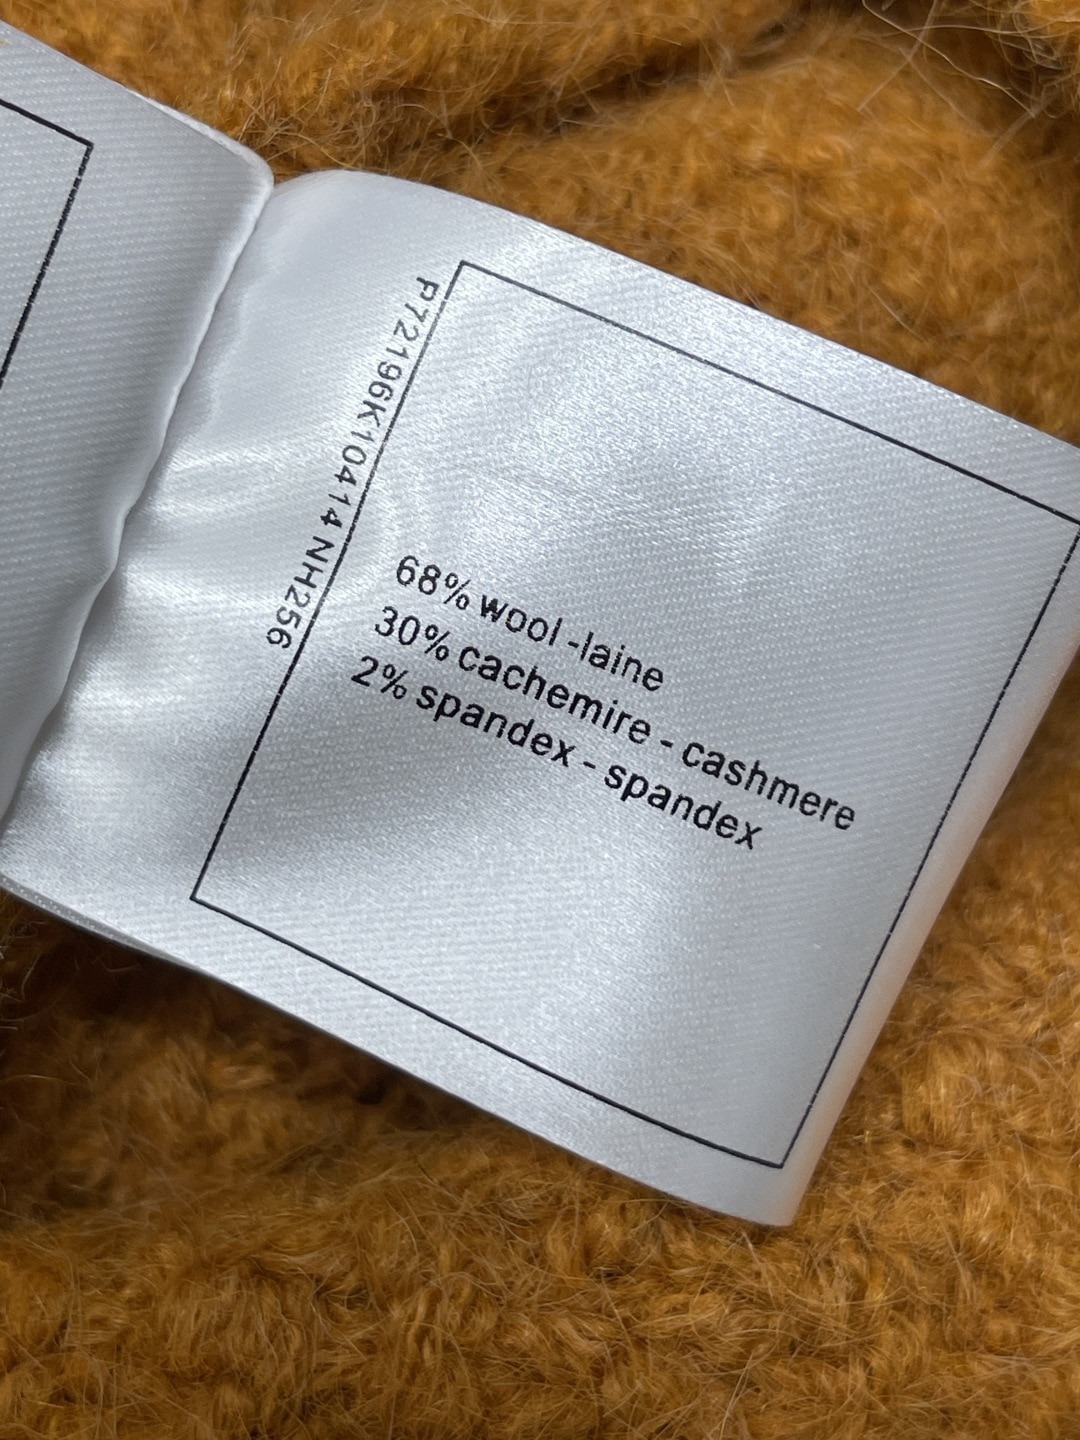 P72196K10414 NH256
68% wool -laine
30% cachemire - cashmere
2% spandex - spandex